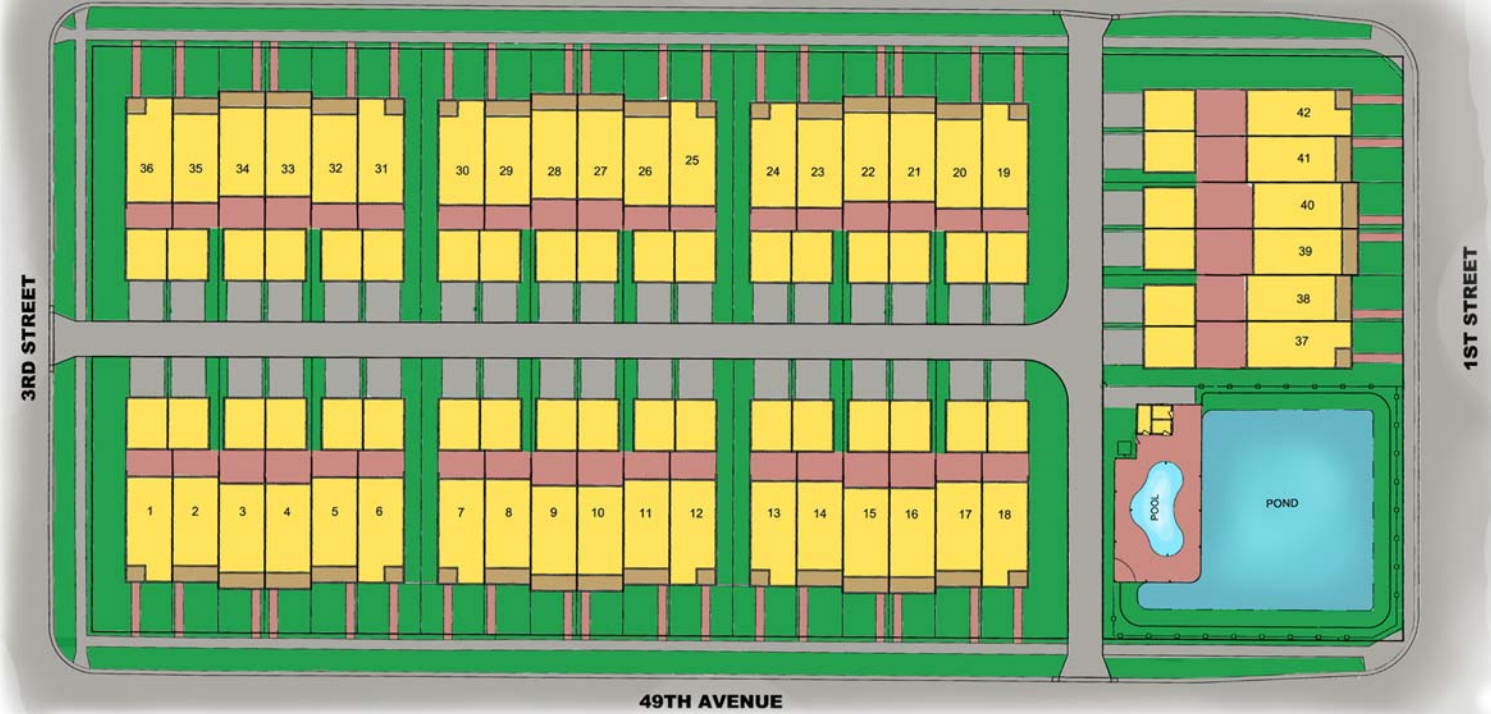 36 35 34 33 32 31 30 29 28 27 26 25 24 23 22 21 20 19
42
41
40
39
38
37
3RD STREET
1ST STREET
1 2 3 4 5 6 7 8 9 10 11 12 13 14 15 16 17 18
POOL
POND
49TH AVENUE